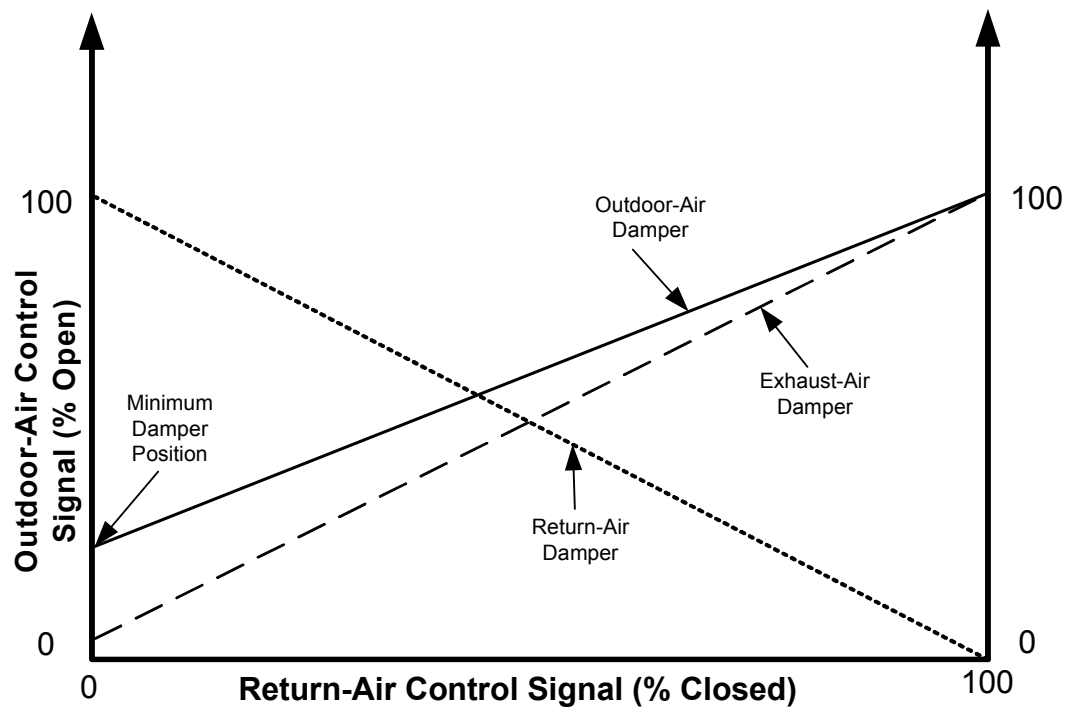 100
100
Outdoor-Air
Damper
Outdoor-Air Control
Signal (% Open)
Exhaust-Air
Damper
Minimum
Damper
Position
Return-Air
Damper
0
0
0
Return-Air Control Signal (% Closed)
100